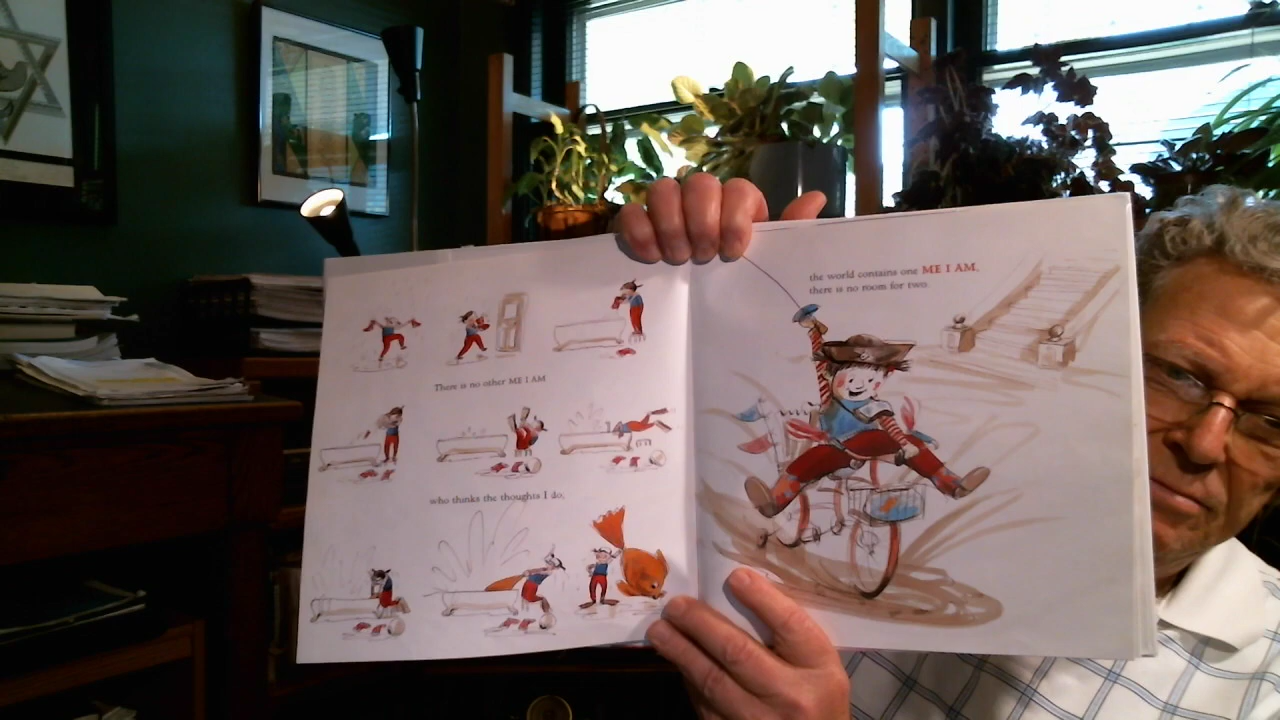 There is no other ME I AM
who thinks the thoughts I do;
the world contains one ME I AM,
there is no room for two.